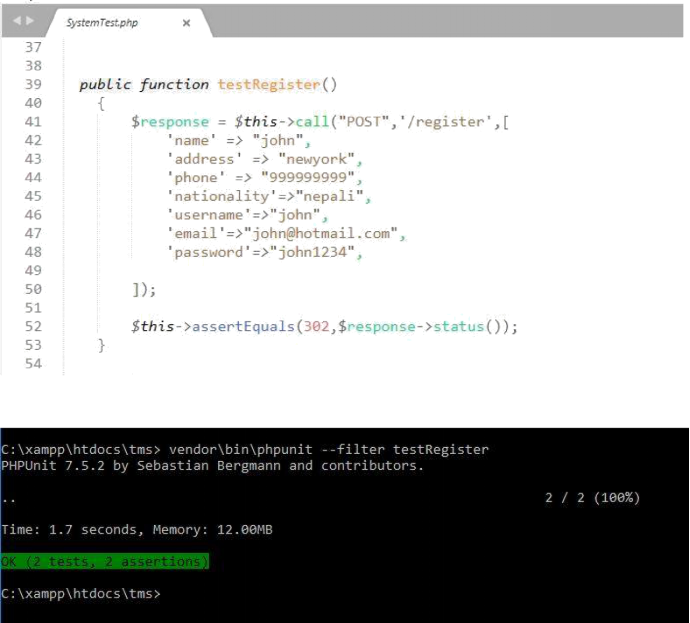 SystemTest.php ×
37
38
39 public function testRegister()
40 {
41 $response = $this->call("POST",'/register',[
42 'name' => "john",
43 'address' => "newyork",
44 'phone' => "999999999",
45 'nationality'=>"nepali",
46 'username'=>"john",
47 'email'=>"john@hotmail.com",
48 'password'=>"john1234",
49
50 ]);
51
52 $this->assertEquals(302,$response->status());
53 }
54
C:\xampp\htdocs\tms> vendor\bin\phpunit --filter testRegister
PHPUnit 7.5.2 by Sebastian Bergmann and contributors.
.. 2 / 2 (100%)
Time: 1.7 seconds, Memory: 12.00MB
OK (2 tests, 2 assertions)
C:\xampp\htdocs\tms>